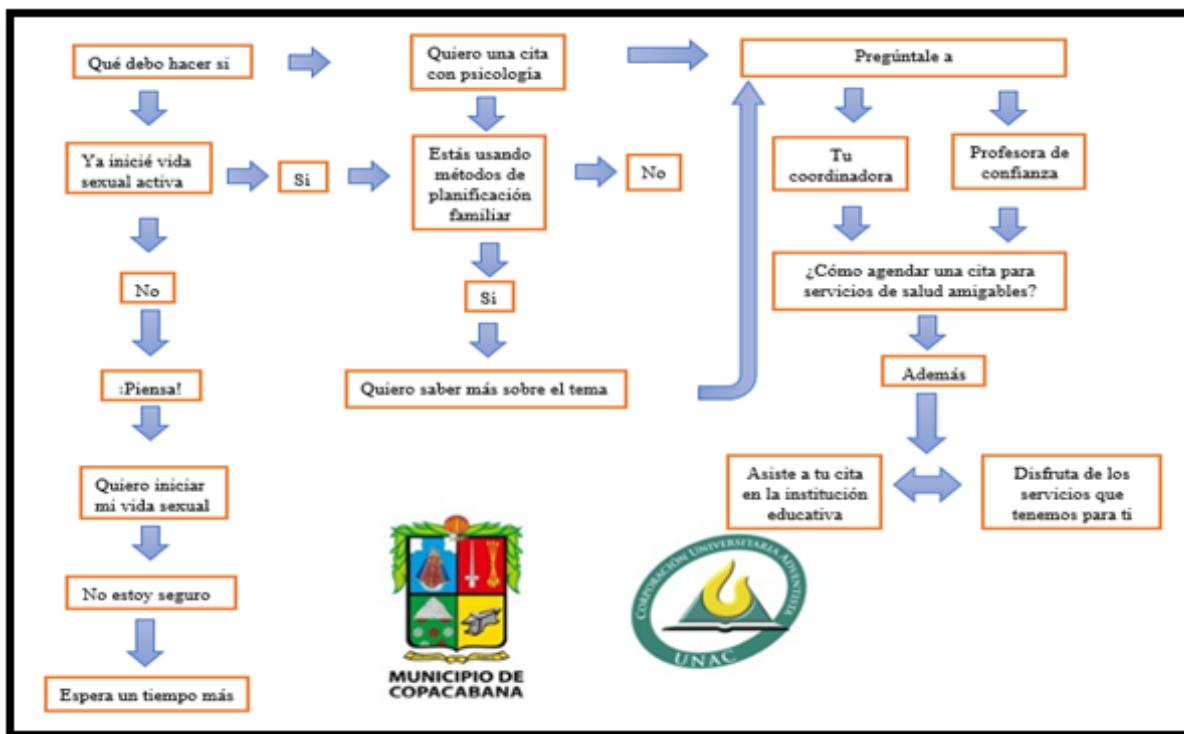 Qué debo hacer si
Quiero una cita
con psicología
Pregúntale a
Ya inicié vida
sexual activa
Si
Estás usando
métodos de
planificación
familiar
No
Tu
coordinadora
Profesora de
confianza
No
Si
¿Cómo agendar una cita para
servicios de salud amigables?
¡Piensa!
Quiero saber más sobre el tema
Además
Quiero iniciar
mi vida sexual
Asiste a tu cita
en la institución
educativa
Disfruta de los
servicios que
tenemos para ti
No estoy seguro
Espera un tiempo más
MUNICIPIO DE
COPACABANA
CORPORACIÓN UNIVERSITARIA ADVENTISTA
UNAC